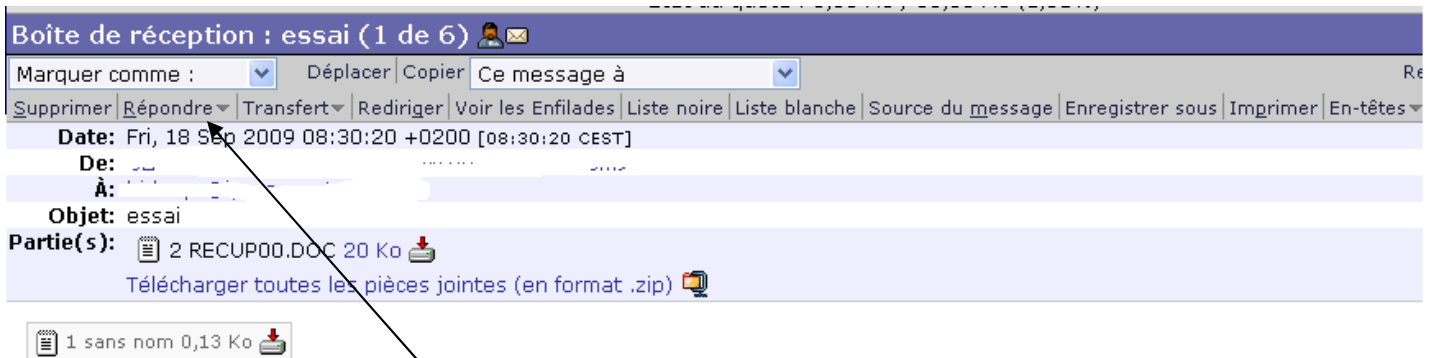 Boîte de réception : essai (1 de 6)
Marquer comme : Déplacer Copier Ce message à Re
Supprimer Répondre Transfert Rediriger Voir les Enfilades Liste noire Liste blanche Source du message Enregistrer sous Imprimer En-têtes
Date: Fri, 18 Sep 2009 08:30:20 +0200 [08:30:20 CEST]
De:
À:
Objet: essai
Partie(s): 2 RECUP00.DOC 20 Ko
Télécharger toutes les pièces jointes (en format .zip)
1 sans nom 0,13 Ko